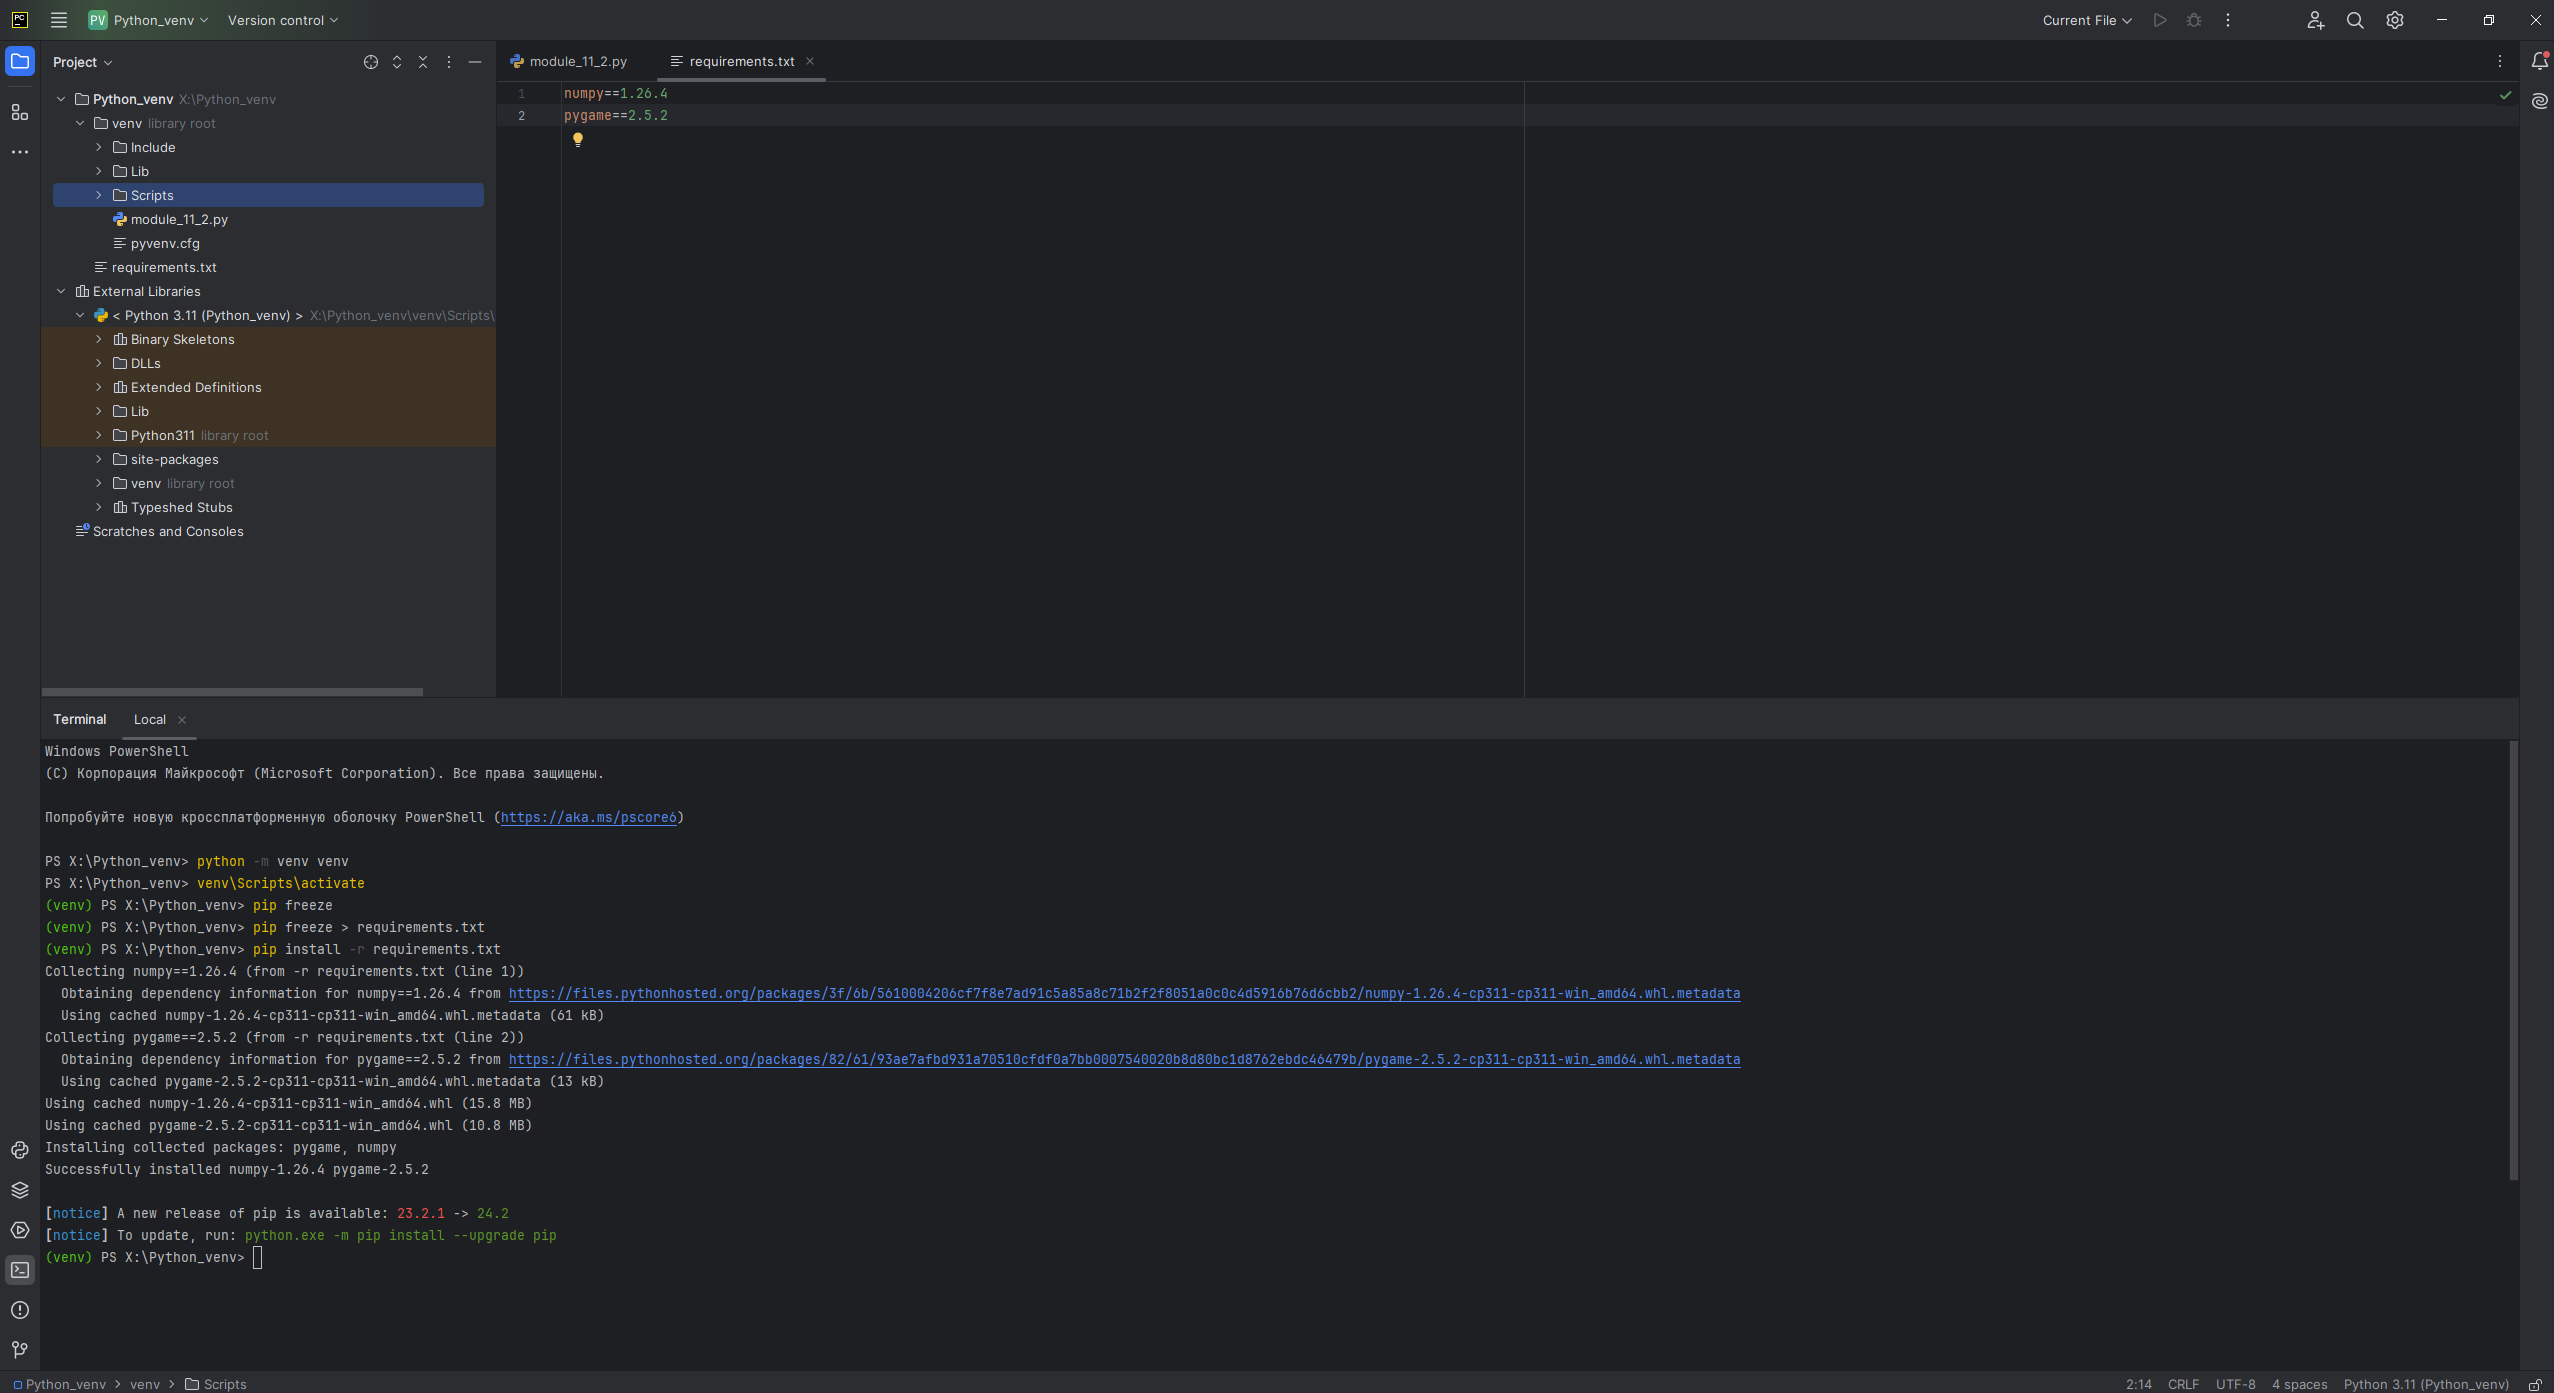 PC PV Python_venv Version control Current File
Project
module_11_2.py requirements.txt
Python_venv X:\Python_venv
venv library root
Include
Lib
Scripts
module_11_2.py
pyvenv.cfg
requirements.txt
External Libraries
< Python 3.11 (Python_venv) > X:\Python_venv\venv\Scripts\
Binary Skeletons
DLLs
Extended Definitions
Lib
Python311 library root
site-packages
venv library root
Typeshed Stubs
Scratches and Consoles
1 numpy==1.26.4
2 pygame==2.5.2
Terminal Local
Windows PowerShell
(C) Корпорация Майкрософт (Microsoft Corporation). Все права защищены.
Попробуйте новую кроссплатформенную оболочку PowerShell (https://aka.ms/pscore6)
PS X:\Python_venv> python -m venv venv
PS X:\Python_venv> venv\Scripts\activate
(venv) PS X:\Python_venv> pip freeze
(venv) PS X:\Python_venv> pip freeze > requirements.txt
(venv) PS X:\Python_venv> pip install -r requirements.txt
Collecting numpy==1.26.4 (from -r requirements.txt (line 1))
Obtaining dependency information for numpy==1.26.4 from https://files.pythonhosted.org/packages/3f/6b/5610004206cf7f8e7ad91c5a85a8c71b2f2f8051a0c0c4d5916b76d6cbb2/numpy-1.26.4-cp311-cp311-win_amd64.whl.metadata
Using cached numpy-1.26.4-cp311-cp311-win_amd64.whl.metadata (61 kB)
Collecting pygame==2.5.2 (from -r requirements.txt (line 2))
Obtaining dependency information for pygame==2.5.2 from https://files.pythonhosted.org/packages/82/61/93ae7afbd931a70510cfdf0a7bb0007540020b8d80bc1d8762ebdc46479b/pygame-2.5.2-cp311-cp311-win_amd64.whl.metadata
Using cached pygame-2.5.2-cp311-cp311-win_amd64.whl.metadata (13 kB)
Using cached numpy-1.26.4-cp311-cp311-win_amd64.whl (15.8 MB)
Using cached pygame-2.5.2-cp311-cp311-win_amd64.whl (10.8 MB)
Installing collected packages: pygame, numpy
Successfully installed numpy-1.26.4 pygame-2.5.2
[notice] A new release of pip is available: 23.2.1 -> 24.2
[notice] To update, run: python.exe -m pip install --upgrade pip
(venv) PS X:\Python_venv>
Python_venv > venv > Scripts 2:14 CRLF UTF-8 4 spaces Python 3.11 (Python_venv)